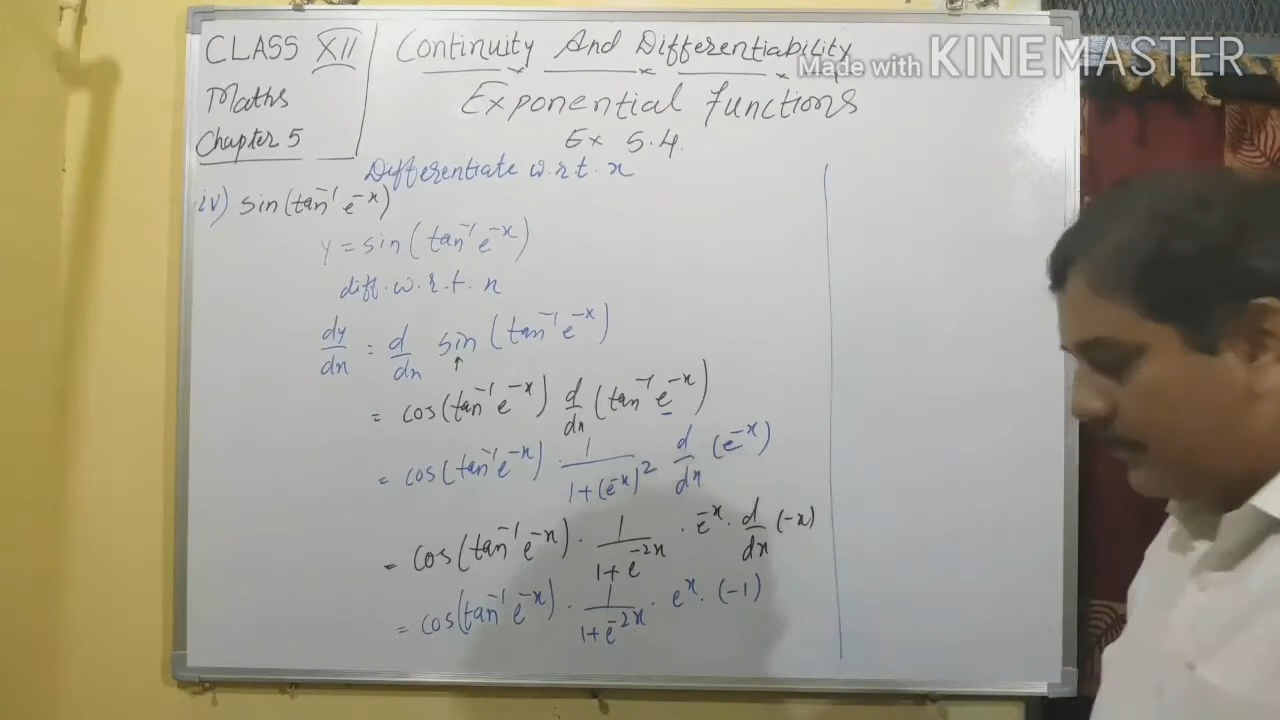 CLASS XII
Maths
Chapter 5
Continuity And Differentiability
Made with KINEMASTER
Exponential functions
Ex 5.4.
Differentiate w.r.t. x
iv) sin(tan⁻¹ e⁻ˣ)
y = sin(tan⁻¹ e⁻ˣ)
diff. w.r.t. x
dy/dx = d/dx sin(tan⁻¹ e⁻ˣ)
= cos(tan⁻¹ e⁻ˣ) d/dx (tan⁻¹ e⁻ˣ)
= cos(tan⁻¹ e⁻ˣ) · 1/(1+(e⁻ˣ)²) d/dx (e⁻ˣ)
= cos(tan⁻¹ e⁻ˣ) · 1/(1+e⁻²ˣ) · e⁻ˣ · d/dx (-x)
= cos(tan⁻¹ e⁻ˣ) · 1/(1+e⁻²ˣ) · eˣ · (-1)